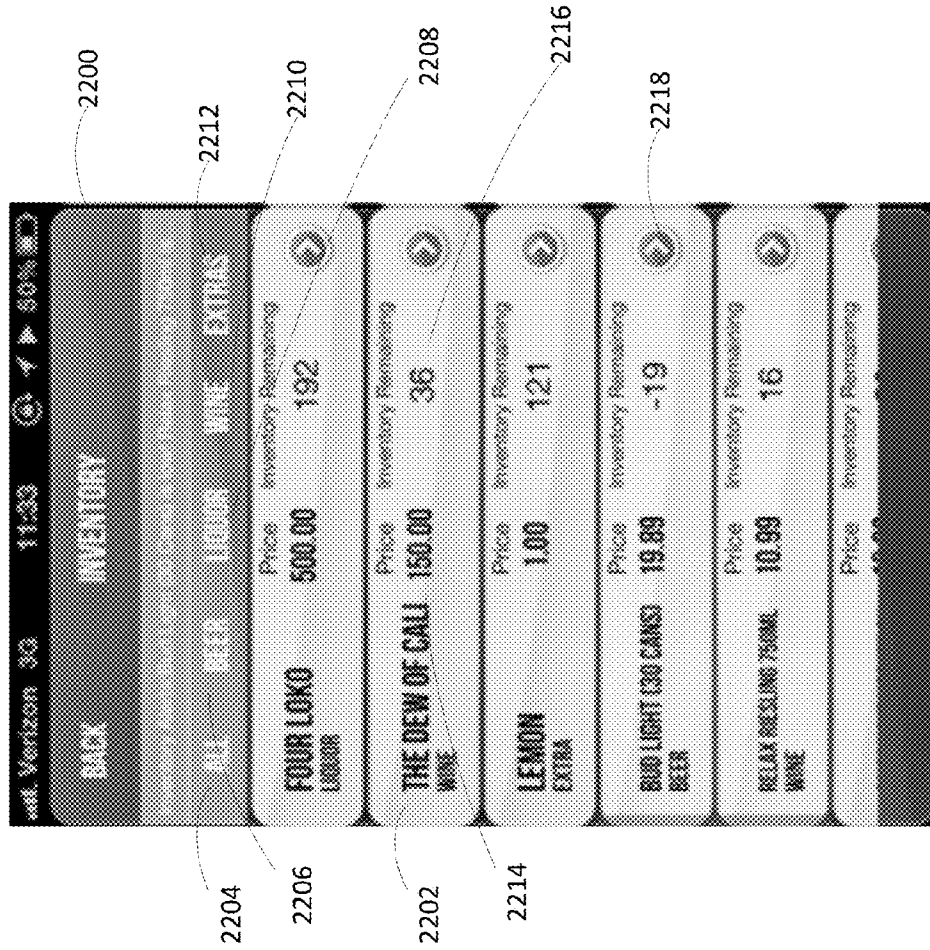 Verizon 3G 11:33
BACK INVENTORY
ALL BEER LIQUOR WINE EXTRAS
Price Inventory Remaining
FOUR LOKO 500.00 192
LIQUOR
Price Inventory Remaining
THE DEW OF CALI 150.00 36
WINE
Price Inventory Remaining
LEMON 1.00 121
EXTRA
Price Inventory Remaining
BUD LIGHT (30 CANS) 19.89 -19
BEER
Price Inventory Remaining
RELAX RIESLING 750ML 10.99 16
WINE
Price Inventory Remaining
2200
2212
2210
2208
2216
2218
2204
2206
2202
2214